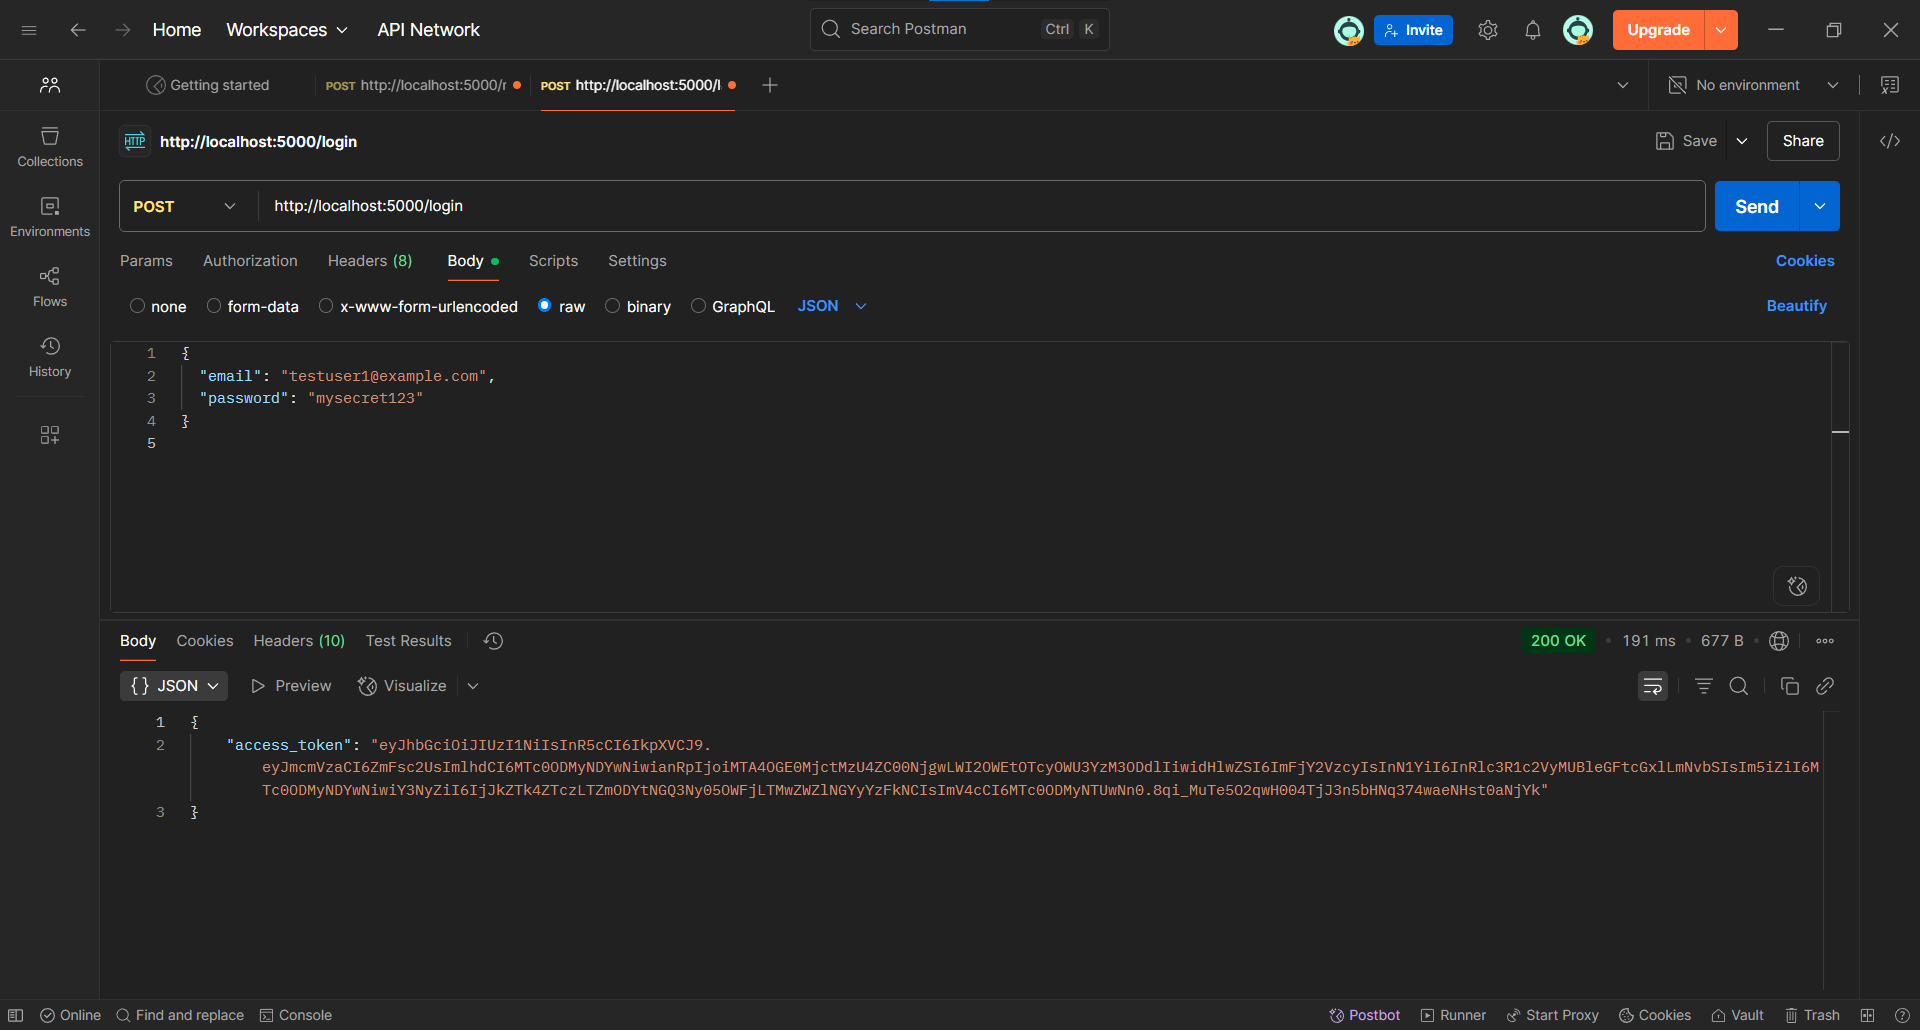 Home Workspaces API Network Search Postman Ctrl K Invite Upgrade
Getting started POST http://localhost:5000/r POST http://localhost:5000/l No environment
HTTP http://localhost:5000/login Save Share
Collections
POST http://localhost:5000/login Send
Environments
Params Authorization Headers (8) Body Scripts Settings Cookies
Flows
none form-data x-www-form-urlencoded raw binary GraphQL JSON Beautify
History
1 {
2 "email": "testuser1@example.com",
3 "password": "mysecret123"
4 }
5
Body Cookies Headers (10) Test Results 200 OK 191 ms 677 B
{} JSON Preview Visualize
1 {
2 "access_token": "eyJhbGciOiJIUzI1NiIsInR5cCI6IkpXVCJ9.
eyJmcmVzaCI6ZmFsc2UsImlhdCI6MTc0ODMyNDYwNiwianRpIjoiMTA4OGE0MjctMzU4ZC00NjgwLWI2OWEtOTcyOWU3YzM3ODdlIiwidHlwZSI6ImFjY2VzcyIsInN1YiI6InRlc3R1c2VyMUBleGFtcGxlLmNvbSIsIm5iZiI6M
Tc0ODMyNDYwNiwiY3NyZiI6IjJkZTk4ZTczLTZmODYtNGQ3Ny05OWFjLTMwZWZlNGYyYzFkNCIsImV4cCI6MTc0ODMyNTUwNn0.8qi_MuTe5O2qwH004TjJ3n5bHNq374waeNHst0aNjYk"
3 }
Online Find and replace Console Postbot Runner Start Proxy Cookies Vault Trash